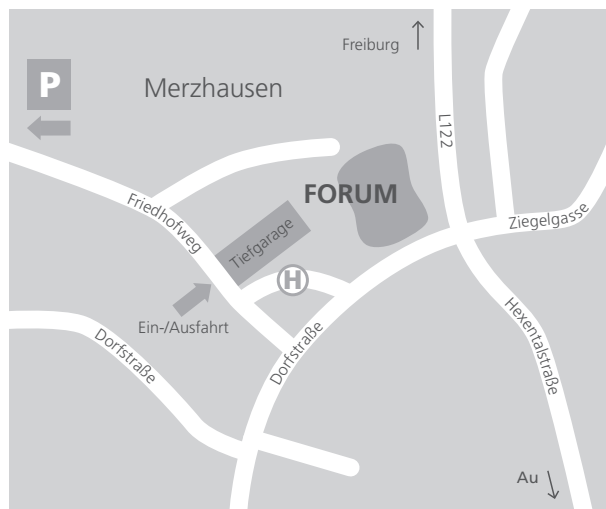 Freiburg
P
Merzhausen
L122
FORUM
Friedhofweg
Tiefgarage
Ziegelgasse
H
Ein-/Ausfahrt
Dorfstraße
Dorfstraße
Hexentalstraße
Au